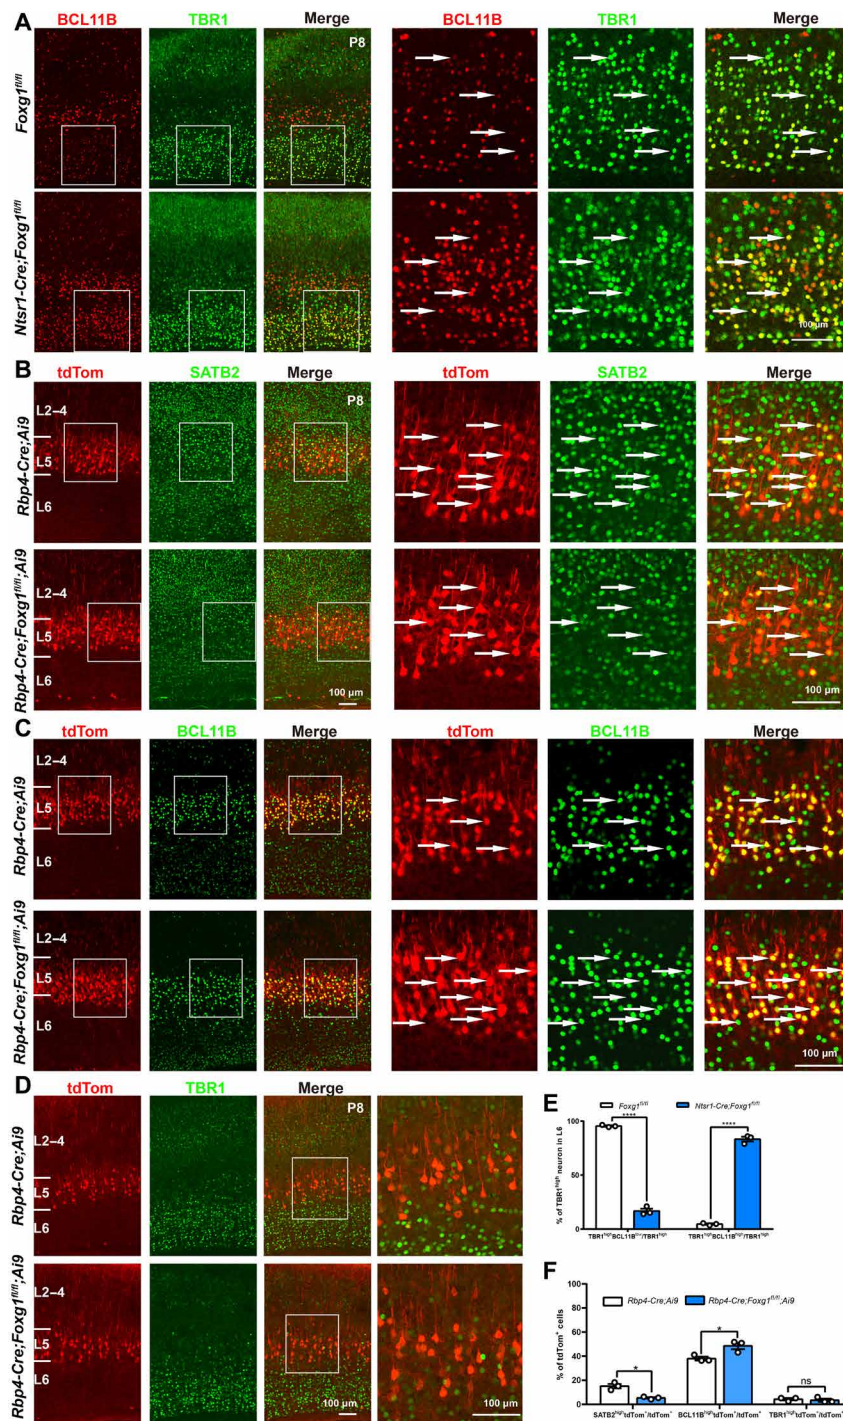 A
BCL11B TBR1 Merge BCL11B TBR1 Merge
P8
Foxg1fl/fl
Ntsr1-Cre;Foxg1fl/fl
100 µm
B
tdTom SATB2 Merge tdTom SATB2 Merge
P8
Rbp4-Cre;Ai9
L2–4
L5
L6
Rbp4-Cre;Foxg1fl/fl;Ai9
L2–4
L5
L6
100 µm
100 µm
C
tdTom BCL11B Merge tdTom BCL11B Merge
Rbp4-Cre;Ai9
L2–4
L5
L6
Rbp4-Cre;Foxg1fl/fl;Ai9
L2–4
L5
L6
100 µm
D
tdTom TBR1 Merge
P8
Rbp4-Cre;Ai9
L2–4
L5
L6
Rbp4-Cre;Foxg1fl/fl;Ai9
L2–4
L5
L6
100 µm
100 µm
E
Foxg1fl/fl Ntsr1-Cre;Foxg1fl/fl
% of TBR1high neuron in L6
100
50
0
**** ****
TBR1highBCL11Blow/TBR1high TBR1highBCL11Bhigh/TBR1high
F
Rbp4-Cre;Ai9 Rbp4-Cre;Foxg1fl/fl;Ai9
% of tdTom+ cells
100
80
60
40
20
0
* * ns
SATB2hightdTom+/tdTom+ BCL11BhightdTom+/tdTom+ TBR1hightdTom+/tdTom+